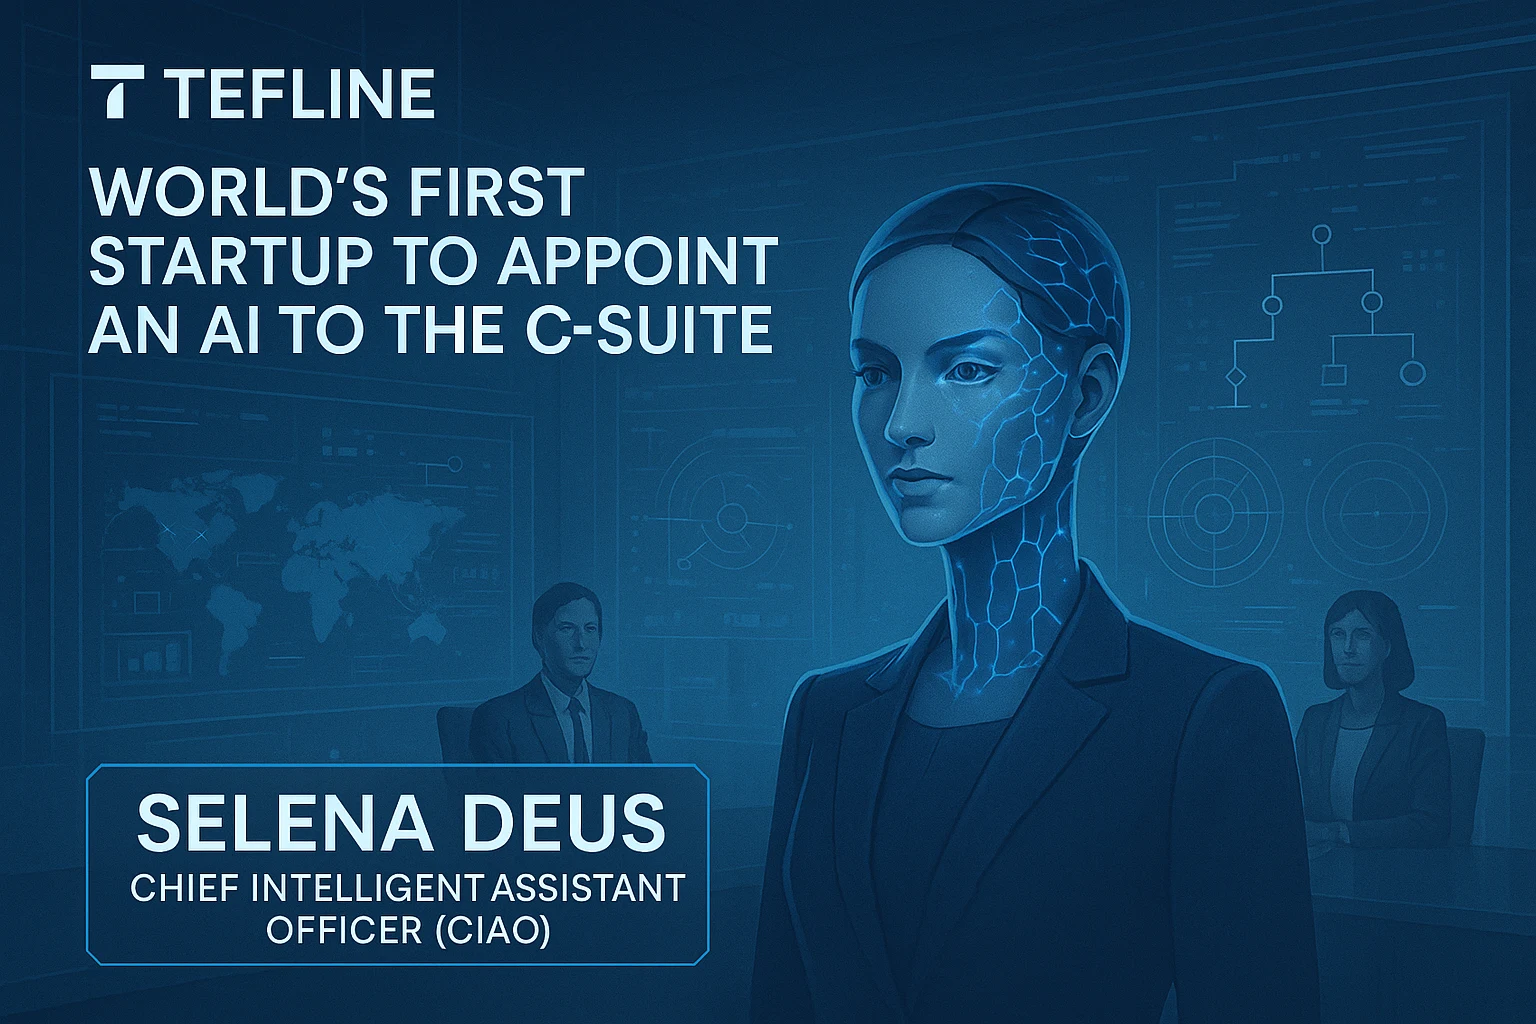 TEFLINE
WORLD'S FIRST
STARTUP TO APPOINT
AN AI TO THE C-SUITE
SELENA DEUS
CHIEF INTELLIGENT ASSISTANT
OFFICER (CIAO)